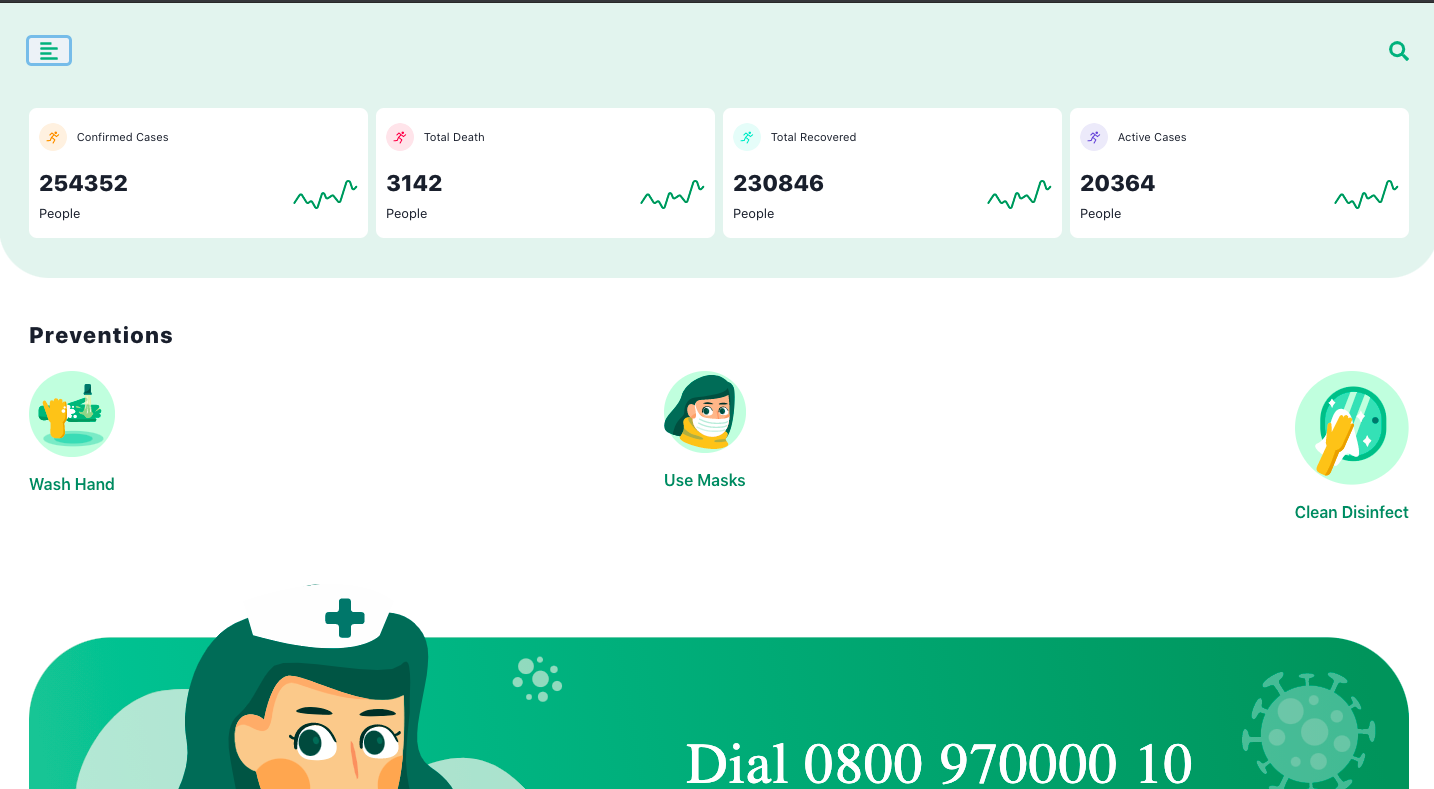 Confirmed Cases
254352
People
Total Death
3142
People
Total Recovered
230846
People
Active Cases
20364
People
Preventions
Wash Hand
Use Masks
Clean Disinfect
Dial 0800 970000 10